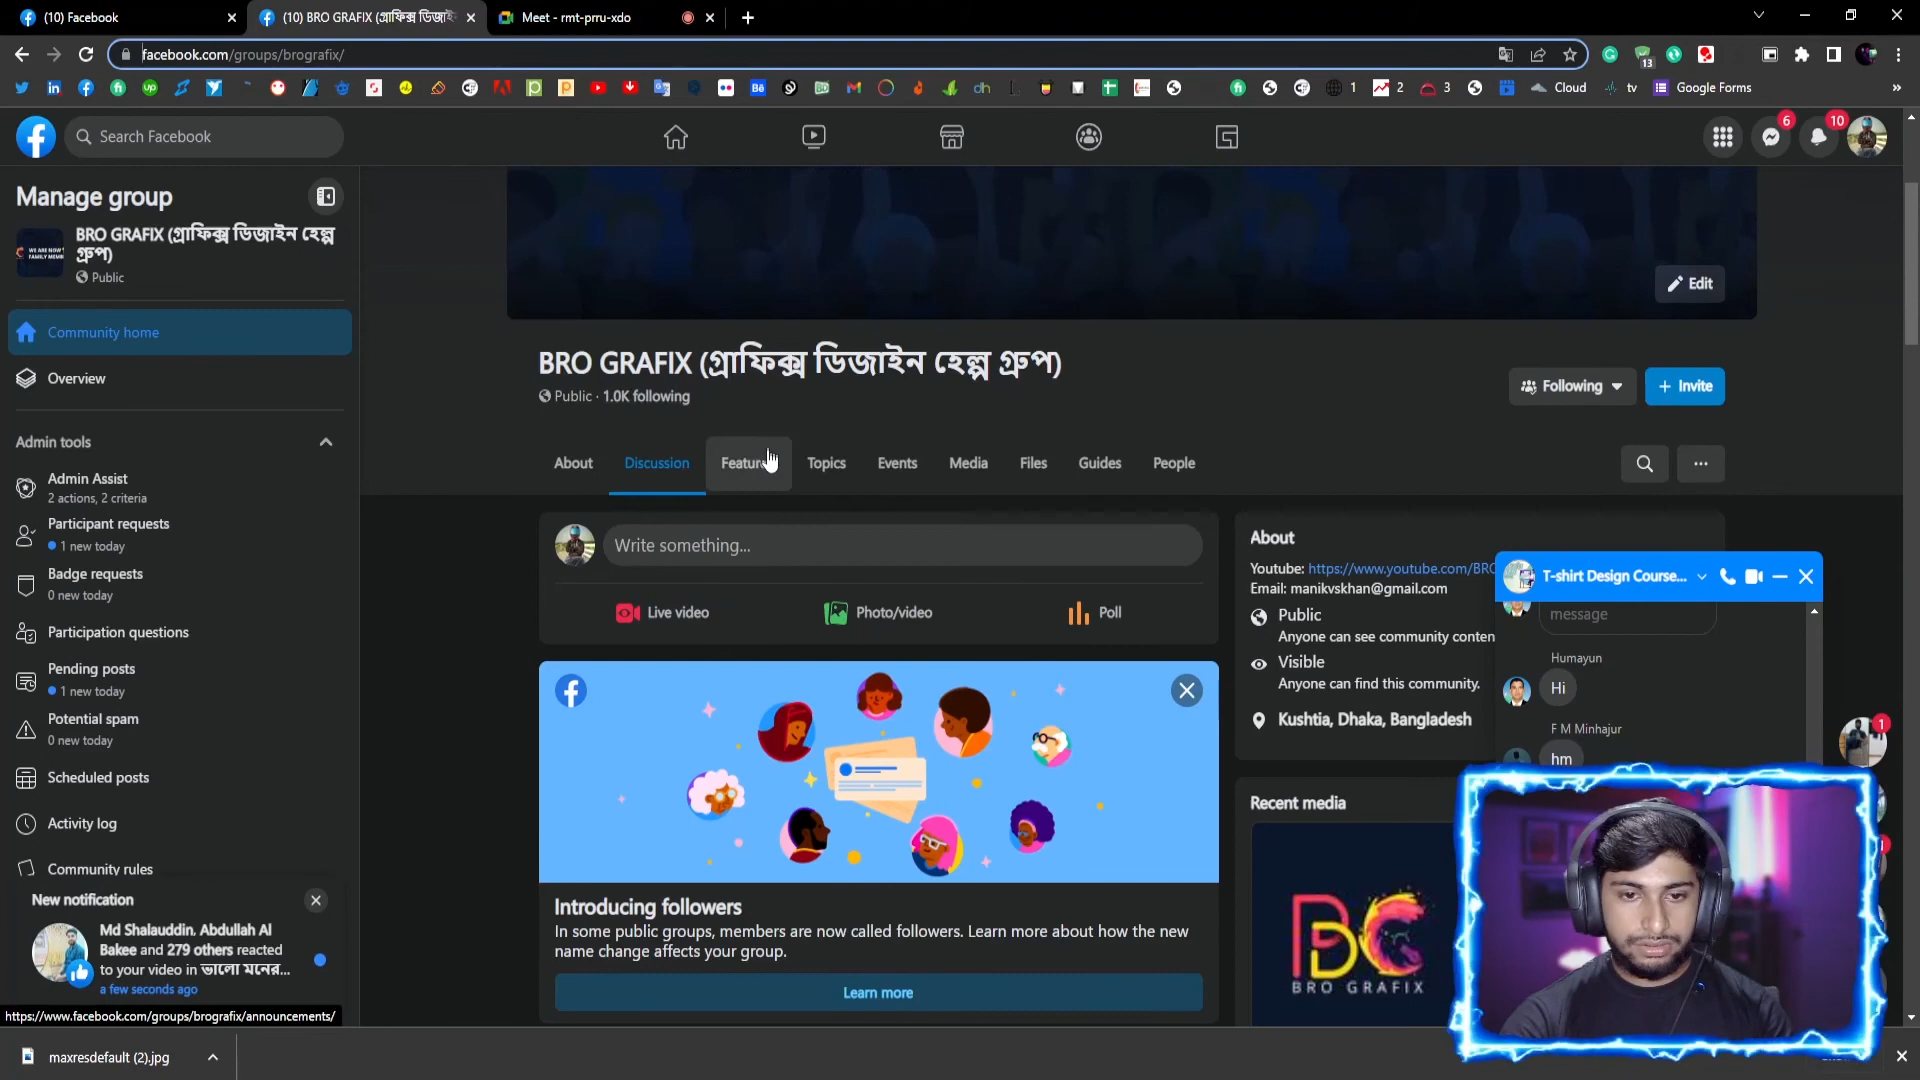 (10) Facebook
(10) BRO GRAFIX (গ্রাফিক্স ডিজাই
Meet - rmt-prru-xdo
facebook.com/groups/brografix/
13
1
2
3
Cloud
tv
Google Forms
Search Facebook
6
10
Manage group
BRO GRAFIX (গ্রাফিক্স ডিজাইন হেল্প
গ্রুপ)
Public
Community home
Overview
Admin tools
Admin Assist
2 actions, 2 criteria
Participant requests
1 new today
Badge requests
0 new today
Participation questions
Pending posts
1 new today
Potential spam
0 new today
Scheduled posts
Activity log
Community rules
New notification
Md Shalauddin, Abdullah Al
Bakee and 279 others reacted
to your video in ভালো মনের...
a few seconds ago
https://www.facebook.com/groups/brografix/announcements/
Edit
BRO GRAFIX (গ্রাফিক্স ডিজাইন হেল্প গ্রুপ)
Public · 1.0K following
Following
+ Invite
About
Discussion
Featur
Topics
Events
Media
Files
Guides
People
Write something...
Live video
Photo/video
Poll
Introducing followers
In some public groups, members are now called followers. Learn more about how the new
name change affects your group.
Learn more
About
Youtube: https://www.youtube.com/BRO
Email: manikvskhan@gmail.com
Public
Anyone can see community conten
Visible
Anyone can find this community.
Kushtia, Dhaka, Bangladesh
Recent media
BRO GRAFIX
T-shirt Design Course...
message
Humayun
Hi
F M Minhajur
hm
1
maxresdefault (2).jpg